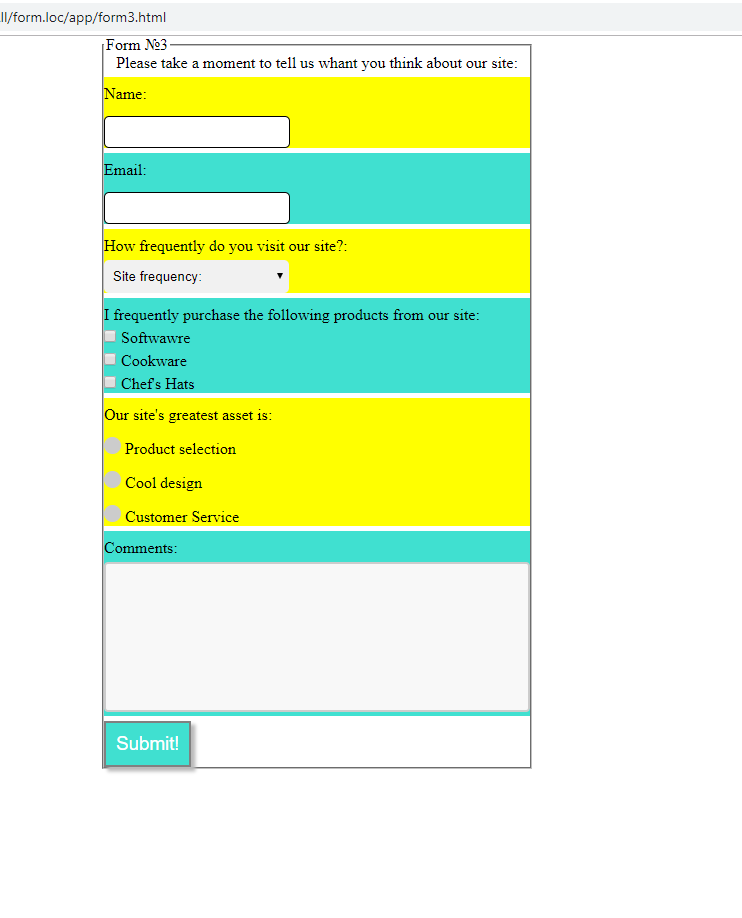 ll/form.loc/app/form3.html
Form №3
Please take a moment to tell us whant you think about our site:
Name:
Email:
How frequently do you visit our site?:
Site frequency:
I frequently purchase the following products from our site:
Softwawre
Cookware
Chef's Hats
Our site's greatest asset is:
Product selection
Cool design
Customer Service
Comments:
Submit!